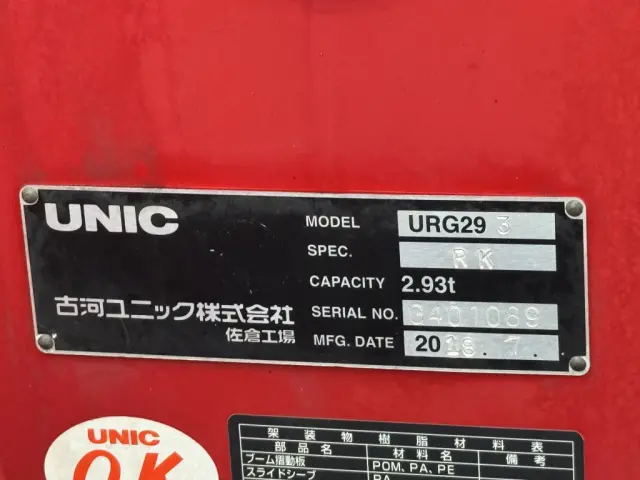 UNIC
MODEL URG29 3
SPEC. RK
CAPACITY 2.93t
古河ユニック株式会社
SERIAL NO.
佐倉工場
MFG. DATE 2018. 7.
UNIC
OK
架装物樹脂材料表
部品名 材料名 備考
ブーム摺動板 POM、PA、PE
スライドシーブ PA